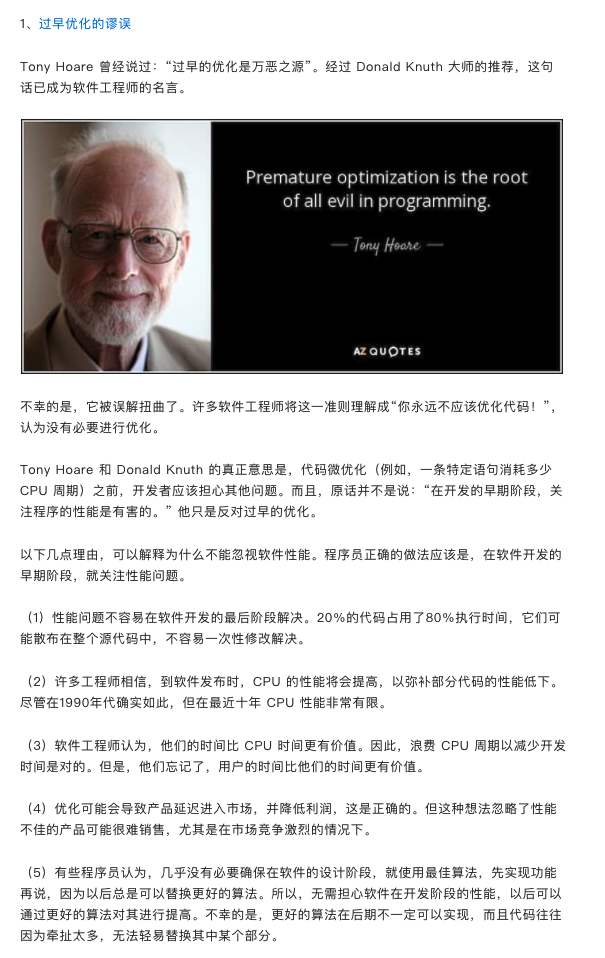 1、过早优化的谬误
Tony Hoare 曾经说过：“过早的优化是万恶之源”。经过 Donald Knuth 大师的推荐，这句
话已成为软件工程师的名言。
Premature optimization is the root
of all evil in programming.
— Tony Hoare —
AZ QUOTES
不幸的是，它被误解扭曲了。许多软件工程师将这一准则理解成“你永远不应该优化代码！”，
认为没有必要进行优化。
Tony Hoare 和 Donald Knuth 的真正意思是，代码微优化（例如，一条特定语句消耗多少
CPU 周期）之前，开发者应该担心其他问题。而且，原话并不是说：“在开发的早期阶段，关
注程序的性能是有害的。” 他只是反对过早的优化。
以下几点理由，可以解释为什么不能忽视软件性能。程序员正确的做法应该是，在软件开发的
早期阶段，就关注性能问题。
（1）性能问题不容易在软件开发的最后阶段解决。20%的代码占用了80%执行时间，它们可
能散布在整个源代码中，不容易一次性修改解决。
（2）许多工程师相信，到软件发布时，CPU 的性能将会提高，以弥补部分代码的性能低下。
尽管在1990年代确实如此，但在最近十年 CPU 性能非常有限。
（3）软件工程师认为，他们的时间比 CPU 时间更有价值。因此，浪费 CPU 周期以减少开发
时间是对的。但是，他们忘记了，用户的时间比他们的时间更有价值。
（4）优化可能会导致产品延迟进入市场，并降低利润，这是正确的。但这种想法忽略了性能
不佳的产品可能很难销售，尤其是在市场竞争激烈的情况下。
（5）有些程序员认为，几乎没有必要确保在软件的设计阶段，就使用最佳算法，先实现功能
再说，因为以后总是可以替换更好的算法。所以，无需担心软件在开发阶段的性能，以后可以
通过更好的算法对其进行提高。不幸的是，更好的算法在后期不一定可以实现，而且代码往往
因为牵扯太多，无法轻易替换其中某个部分。